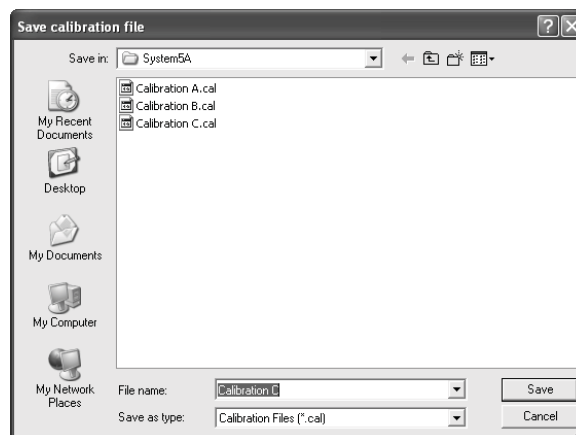 Save calibration file
Save in: System5A
Calibration A.cal
Calibration B.cal
Calibration C.cal
My Recent
Documents
Desktop
My Documents
My Computer
My Network
Places
File name: Calibration C Save
Save as type: Calibration Files (*.cal) Cancel